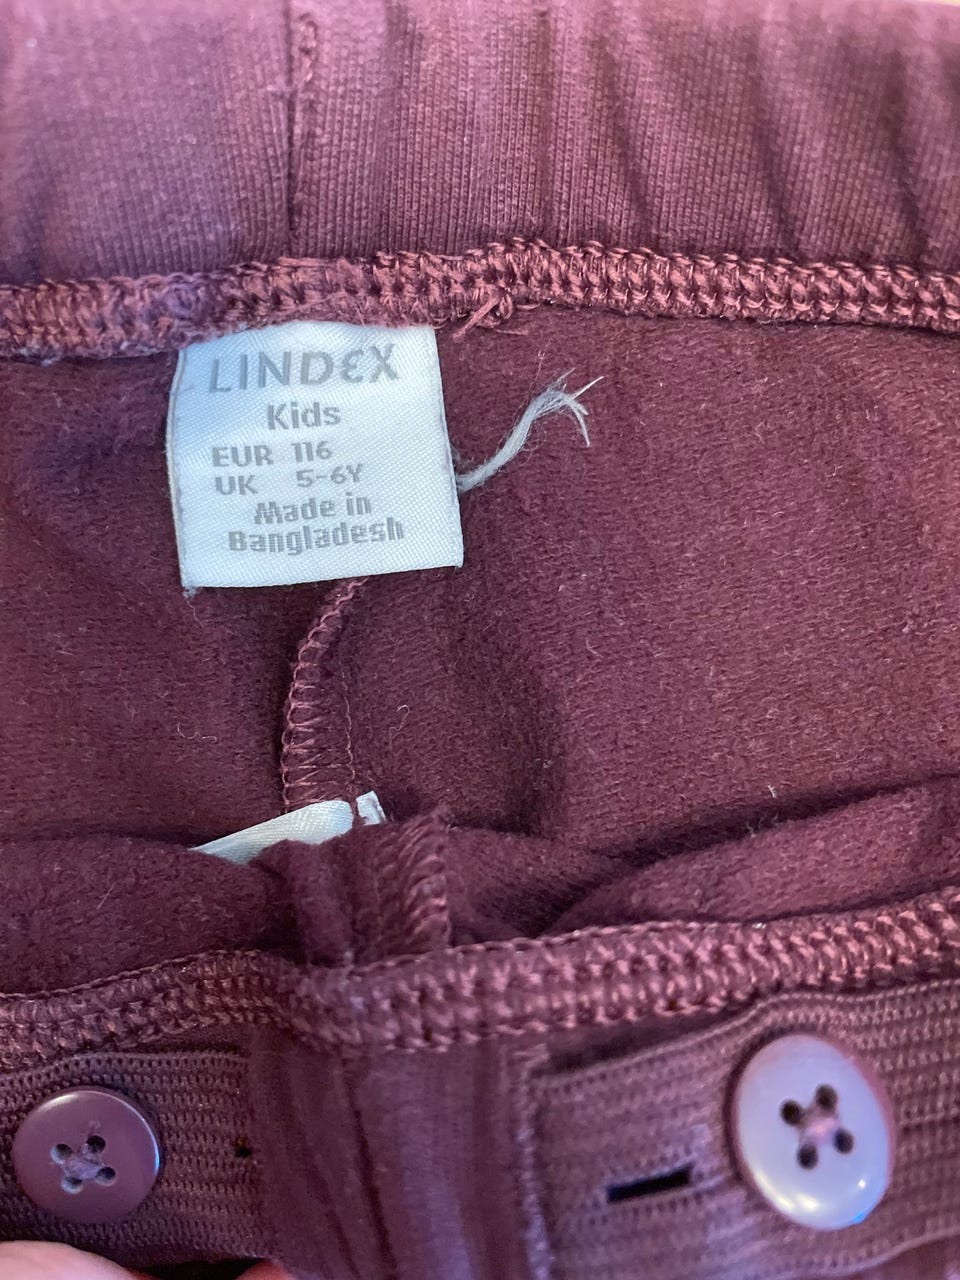 LINDEX
Kids
EUR 116
UK 5-6Y
Made in
Bangladesh